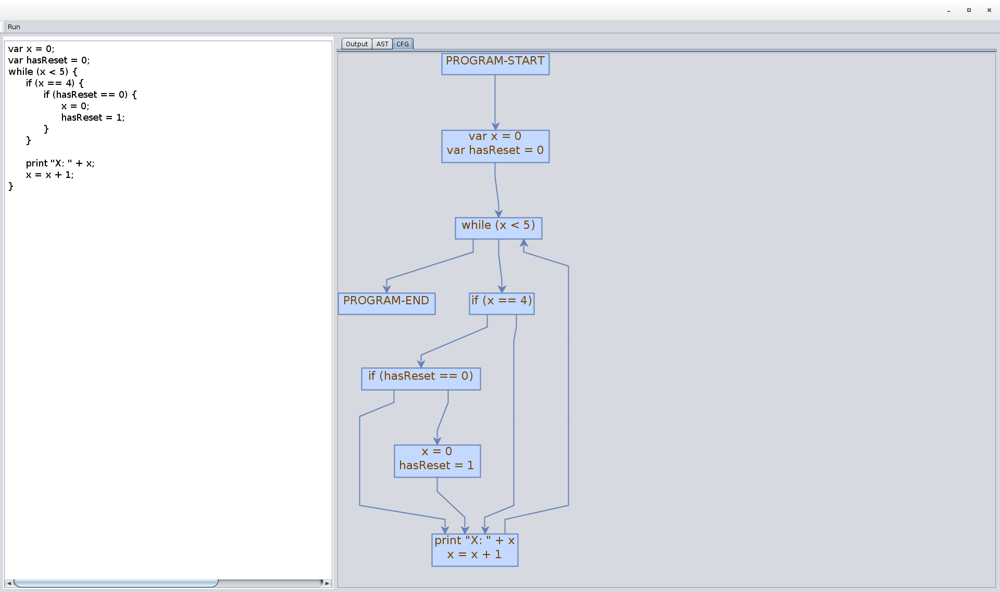 Run
var x = 0;
var hasReset = 0;
while (x < 5) {
if (x == 4) {
if (hasReset == 0) {
x = 0;
hasReset = 1;
}
}
print "X: " + x;
x = x + 1;
}
Output AST CFG
PROGRAM-START
var x = 0
var hasReset = 0
while (x < 5)
PROGRAM-END
if (x == 4)
if (hasReset == 0)
x = 0
hasReset = 1
print "X: " + x
x = x + 1